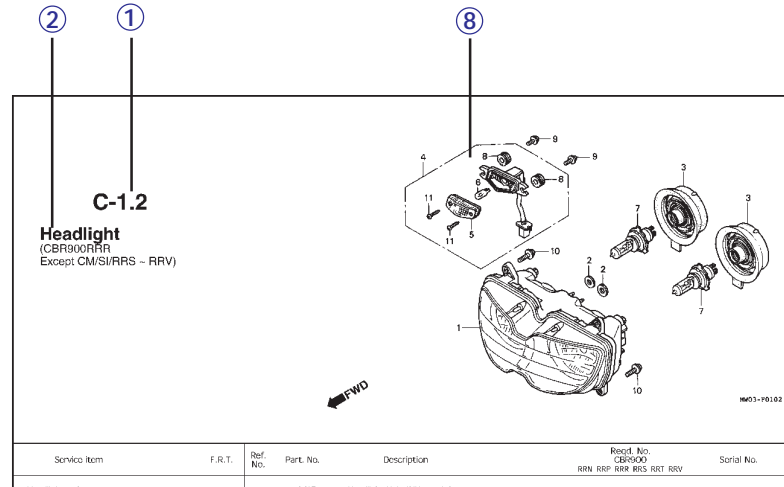 ② ① ⑧
C-1.2
Headlight
(CBR900RRR
Except CM/SI/RRS ~ RRV)
9
8
9
4
3
6
8
3
11
7
5
11
10
2
2
7
1
10
FWD
MW03-F0102
Service item F.R.T. Ref. No. Part. No. Description Reqd. No. CBR900 RRN RRP RRR RRS RRT RRV Serial No.